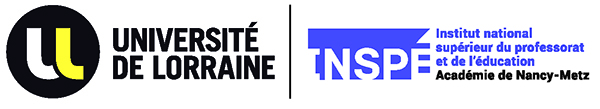 UNIVERSITÉ
DE LORRAINE
INSPÉ
Institut national
supérieur du professorat
et de l'éducation
Académie de Nancy-Metz